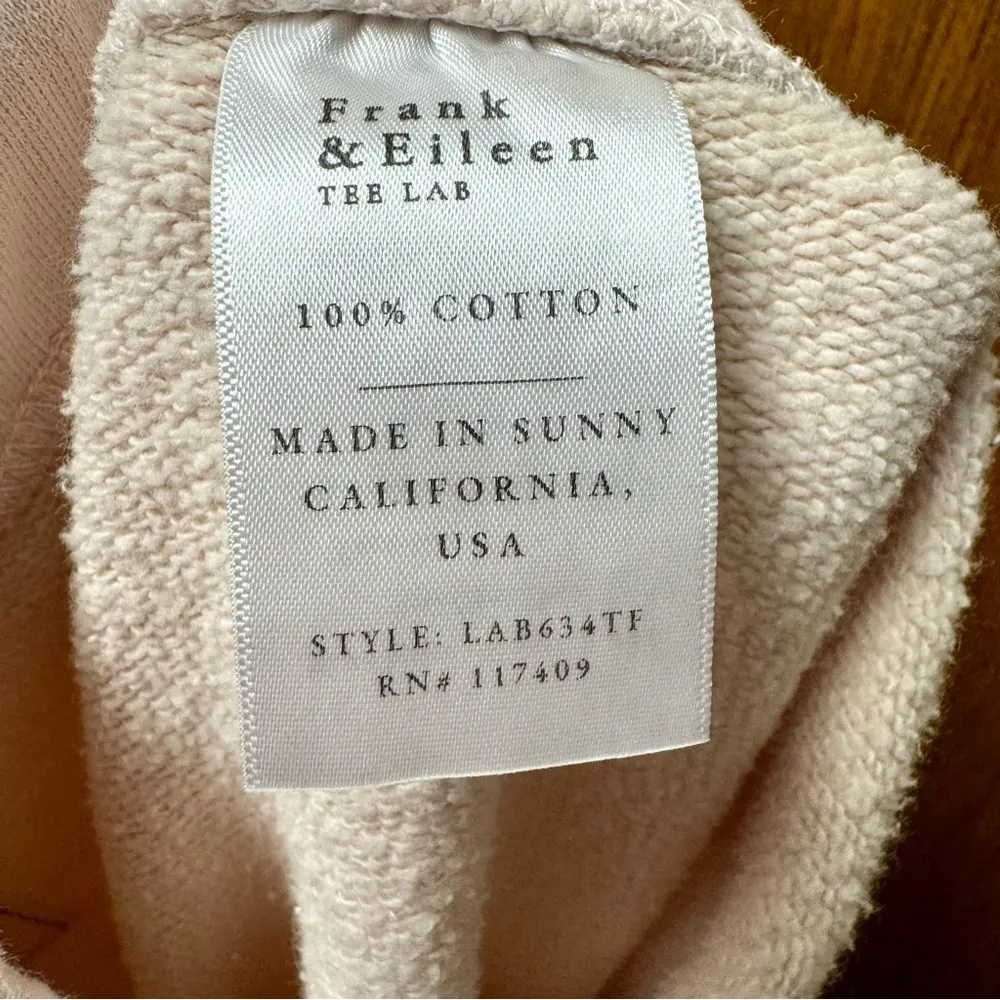 Frank
& Eileen
TEE LAB
100% COTTON
MADE IN SUNNY
CALIFORNIA,
USA
STYLE: LAB634TF
RN# 117409